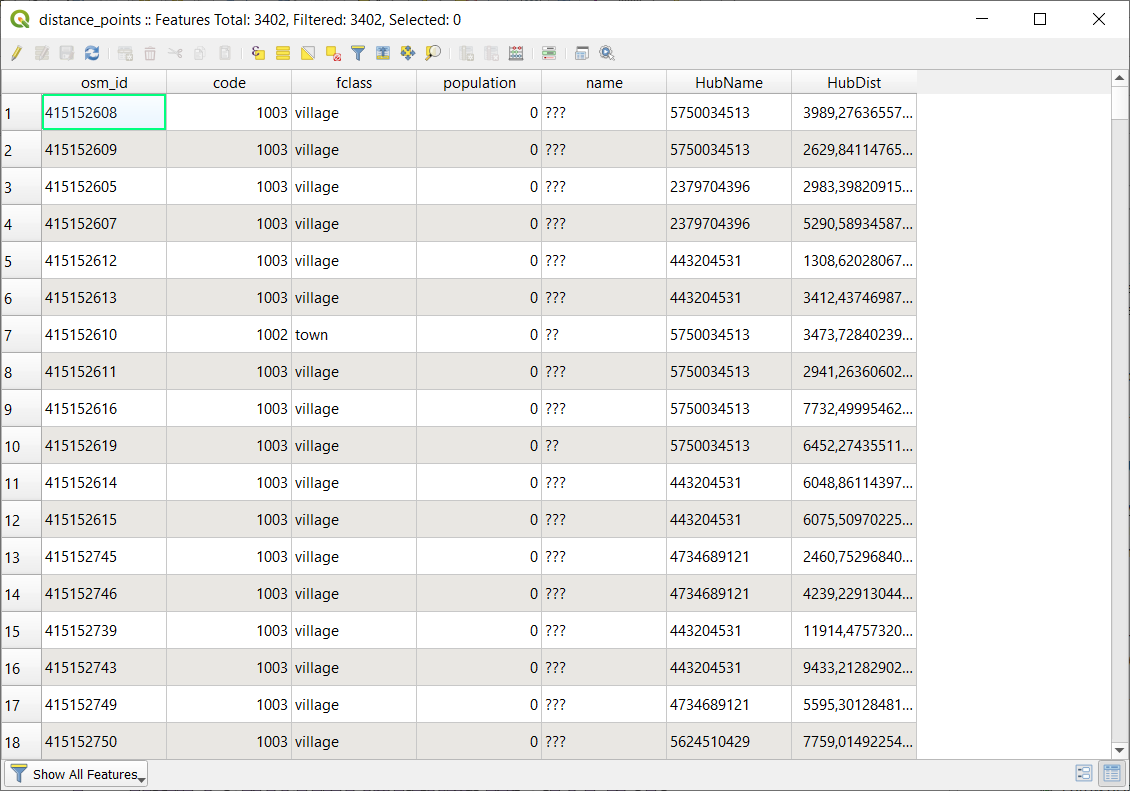 distance_points :: Features Total: 3402, Filtered: 3402, Selected: 0
osm_id code fclass population name HubName HubDist
1 415152608 1003 village 0 ??? 5750034513 3989,27636557...
2 415152609 1003 village 0 ??? 5750034513 2629,84114765...
3 415152605 1003 village 0 ??? 2379704396 2983,39820915...
4 415152607 1003 village 0 ??? 2379704396 5290,58934587...
5 415152612 1003 village 0 ??? 443204531 1308,62028067...
6 415152613 1003 village 0 ??? 443204531 3412,43746987...
7 415152610 1002 town 0 ?? 5750034513 3473,72840239...
8 415152611 1003 village 0 ??? 5750034513 2941,26360602...
9 415152616 1003 village 0 ??? 5750034513 7732,49995462...
10 415152619 1003 village 0 ?? 5750034513 6452,27435511...
11 415152614 1003 village 0 ??? 443204531 6048,86114397...
12 415152615 1003 village 0 ??? 443204531 6075,50970225...
13 415152745 1003 village 0 ??? 4734689121 2460,75296840...
14 415152746 1003 village 0 ??? 4734689121 4239,22913044...
15 415152739 1003 village 0 ??? 443204531 11914,4757320...
16 415152743 1003 village 0 ??? 443204531 9433,21282902...
17 415152749 1003 village 0 ??? 4734689121 5595,30128481...
18 415152750 1003 village 0 ??? 5624510429 7759,01492254...
Show All Features